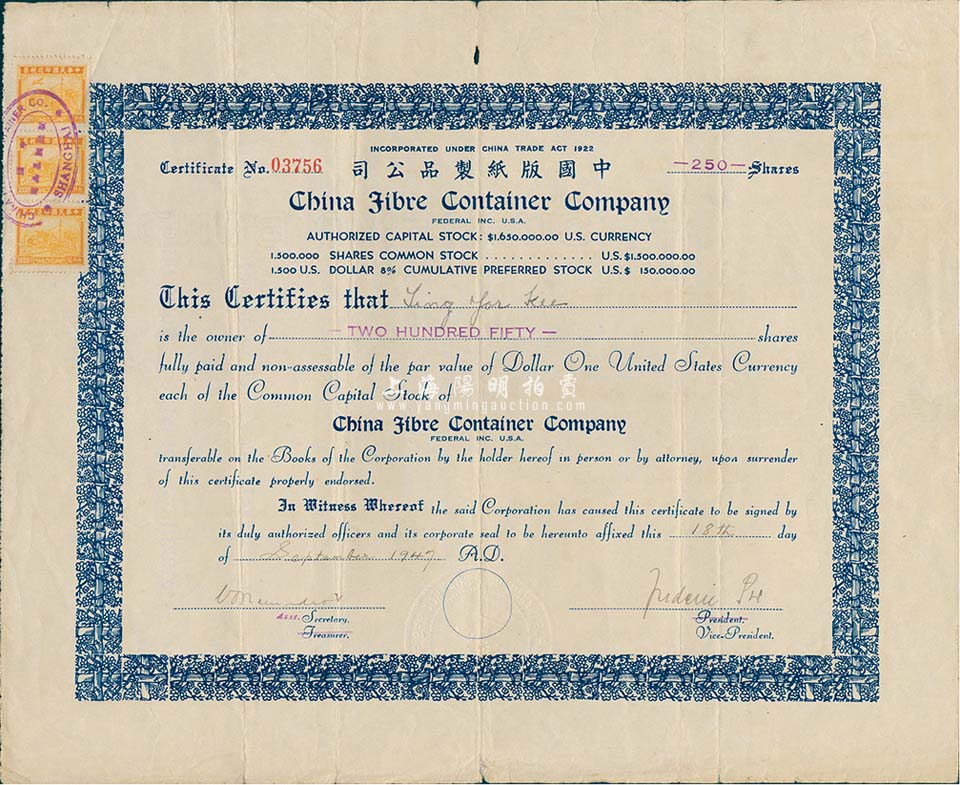 INCORPORATED UNDER CHINA TRADE ACT 1922
Certificate No. 03756
司公品製紙版國中
—250— Shares
China Fibre Container Company
FEDERAL INC. U.S.A.
AUTHORIZED CAPITAL STOCK: $1.650.000.00 U.S. CURRENCY
1.500.000 SHARES COMMON STOCK . . . . . . . . . . . . . U.S. $1.500.000.00
1.500 U.S. DOLLAR 8% CUMULATIVE PREFERRED STOCK U.S. $ 150.000.00
This Certifies that Ling Yar Kee
is the owner of — TWO HUNDRED FIFTY — shares
fully paid and non-assessable of the par value of Dollar One United States Currency
each of the Common Capital Stock of
上海陽明拍賣
www.yangmingauction.com
China Fibre Container Company
FEDERAL INC. U.S.A.
transferable on the Books of the Corporation by the holder hereof in person or by attorney, upon surrender
of this certificate properly endorsed.
In Witness Whereof the said Corporation has caused this certificate to be signed by
its duly authorized officers and its corporate seal to be hereunto affixed this 18th day
of September 1947 A.D.
Asst. Secretary.
Treasurer.
President.
Vice-President.
SHANGHAI